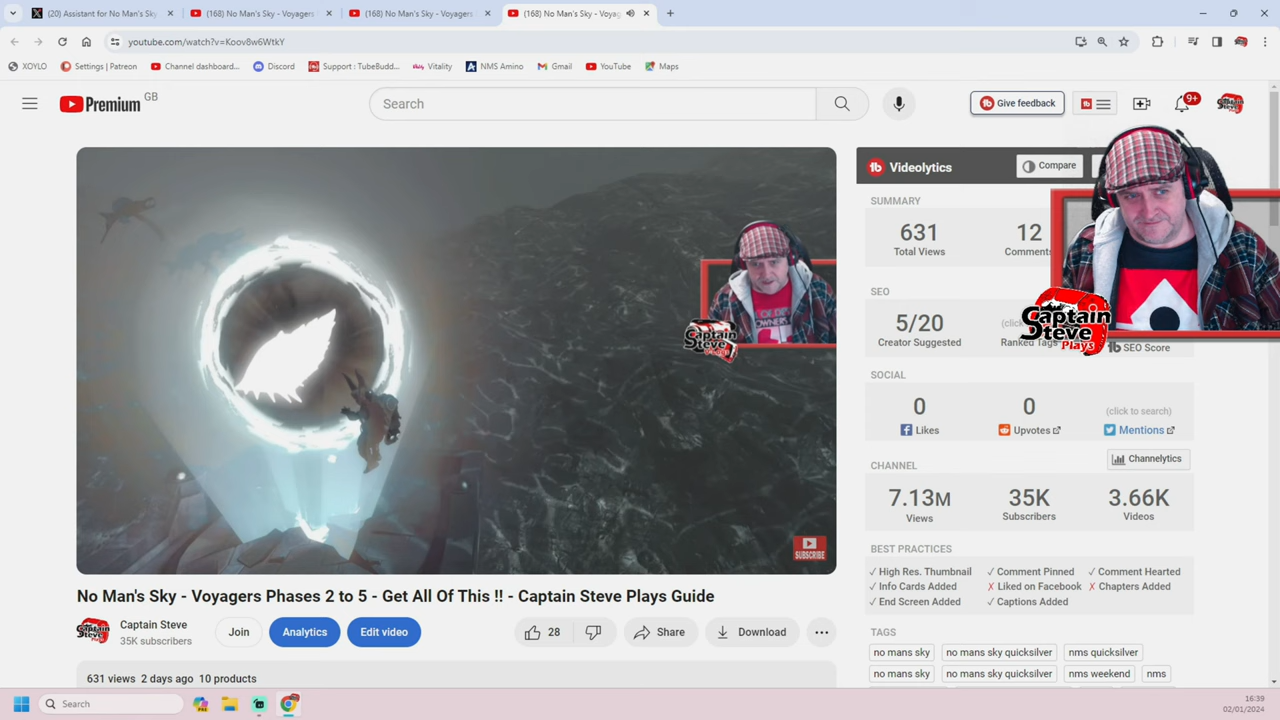 (20) Assistant for No Man's Sky
(168) No Man's Sky - Voyagers
(168) No Man's Sky - Voyagers
(168) No Man's Sky - Voyag
youtube.com/watch?v=Koov8w6WtkY
XOYLO
Settings | Patreon
Channel dashboard...
Discord
Support : TubeBudd...
Vitality
NMS Amino
Gmail
YouTube
Maps
Premium GB
Search
Give feedback
9+
Videolytics
Compare
SUMMARY
631
Total Views
12
Comments
SEO
5/20
Creator Suggested
Ranked Tags
SEO Score
SOCIAL
0
Likes
0
Upvotes
(click to search)
Mentions
Channelytics
CHANNEL
7.13M
Views
35K
Subscribers
3.66K
Videos
BEST PRACTICES
✓ High Res. Thumbnail ✓ Comment Pinned ✓ Comment Hearted
✓ Info Cards Added ✗ Liked on Facebook ✗ Chapters Added
✓ End Screen Added ✓ Captions Added
TAGS
no mans sky no mans sky quicksilver nms quicksilver
no mans sky no mans sky quicksilver nms weekend nms
Captain
Steve
Plays
Captain
Steve
SUBSCRIBE
No Man's Sky - Voyagers Phases 2 to 5 - Get All Of This !! - Captain Steve Plays Guide
Captain Steve
35K subscribers
Join
Analytics
Edit video
28
Share
Download
631 views 2 days ago 10 products
Search
16:39
02/01/2024